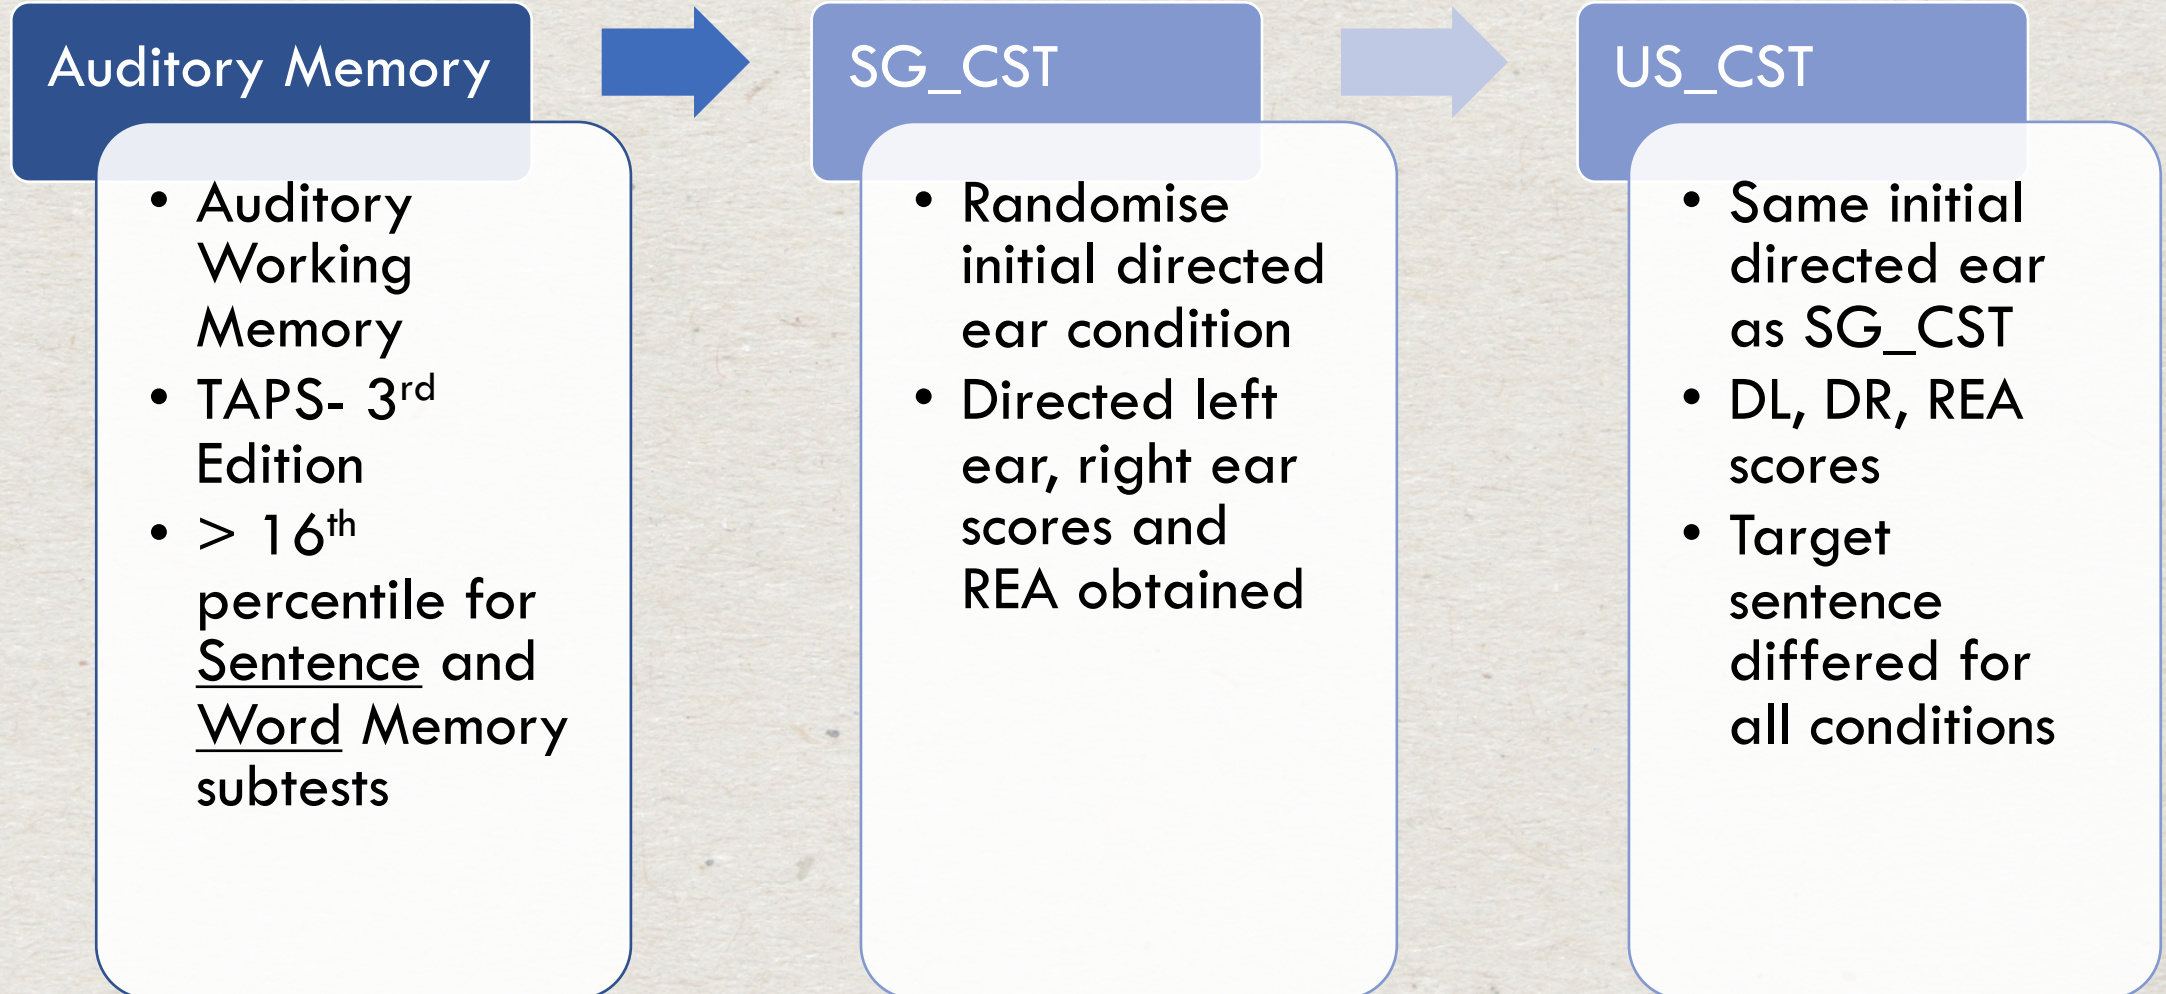 Auditory Memory
• Auditory
Working
Memory
• TAPS- 3rd
Edition
• > 16th
percentile for
Sentence and
Word Memory
subtests
SG_CST
• Randomise
initial directed
ear condition
• Directed left
ear, right ear
scores and
REA obtained
US_CST
• Same initial
directed ear
as SG_CST
• DL, DR, REA
scores
• Target
sentence
differed for
all conditions